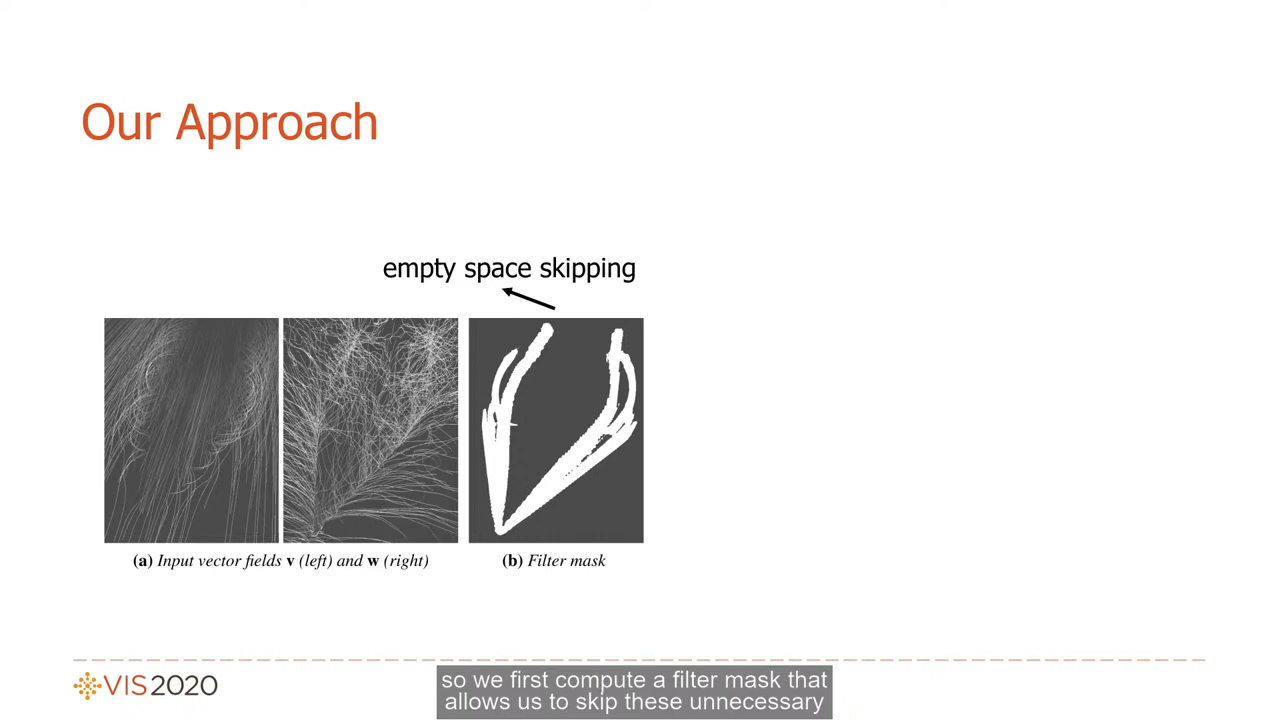 Our Approach
empty space skipping
(a) Input vector fields v (left) and w (right)
(b) Filter mask
VIS2020
so we first compute a filter mask that
allows us to skip these unnecessary